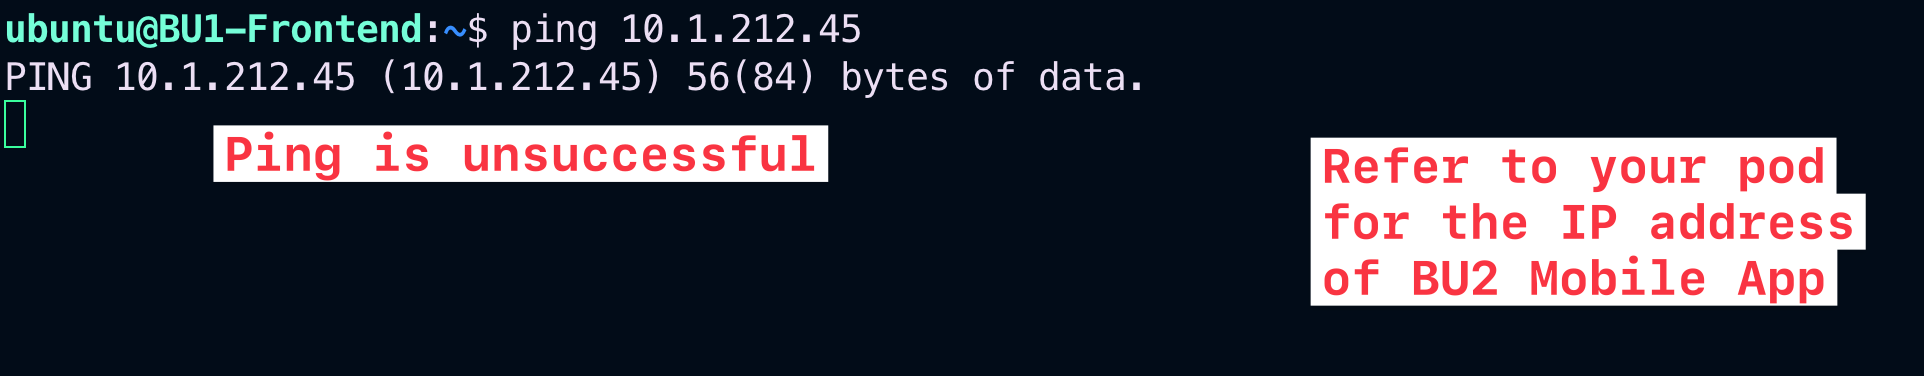 ubuntu@BU1-Frontend:~$ ping 10.1.212.45
PING 10.1.212.45 (10.1.212.45) 56(84) bytes of data.
Ping is unsuccessful
Refer to your pod
for the IP address
of BU2 Mobile App